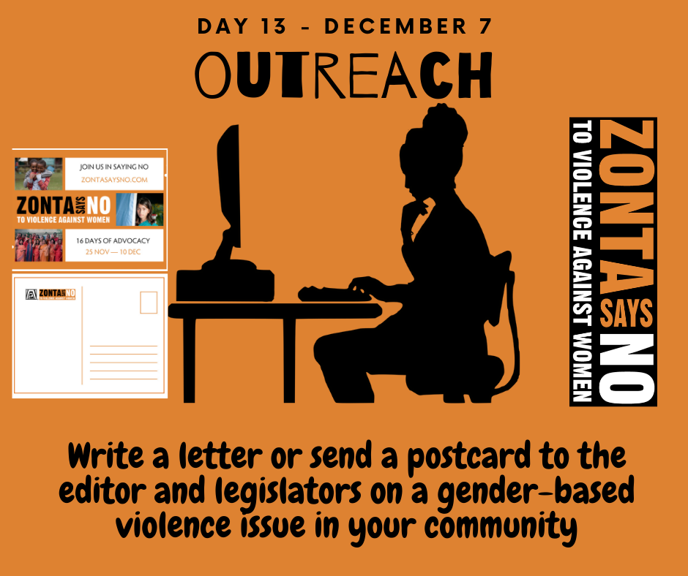 DAY 13 - DECEMBER 7
OUTREACH
JOIN US IN SAYING NO
ZONTASAYSNO.COM
ZONTA SAYS NO
TO VIOLENCE AGAINST WOMEN
16 DAYS OF ADVOCACY
25 NOV — 10 DEC
ZONTA SAYS NO
ZONTA SAYS NO
TO VIOLENCE AGAINST WOMEN
Write a letter or send a postcard to the
editor and legislators on a gender-based
violence issue in your community